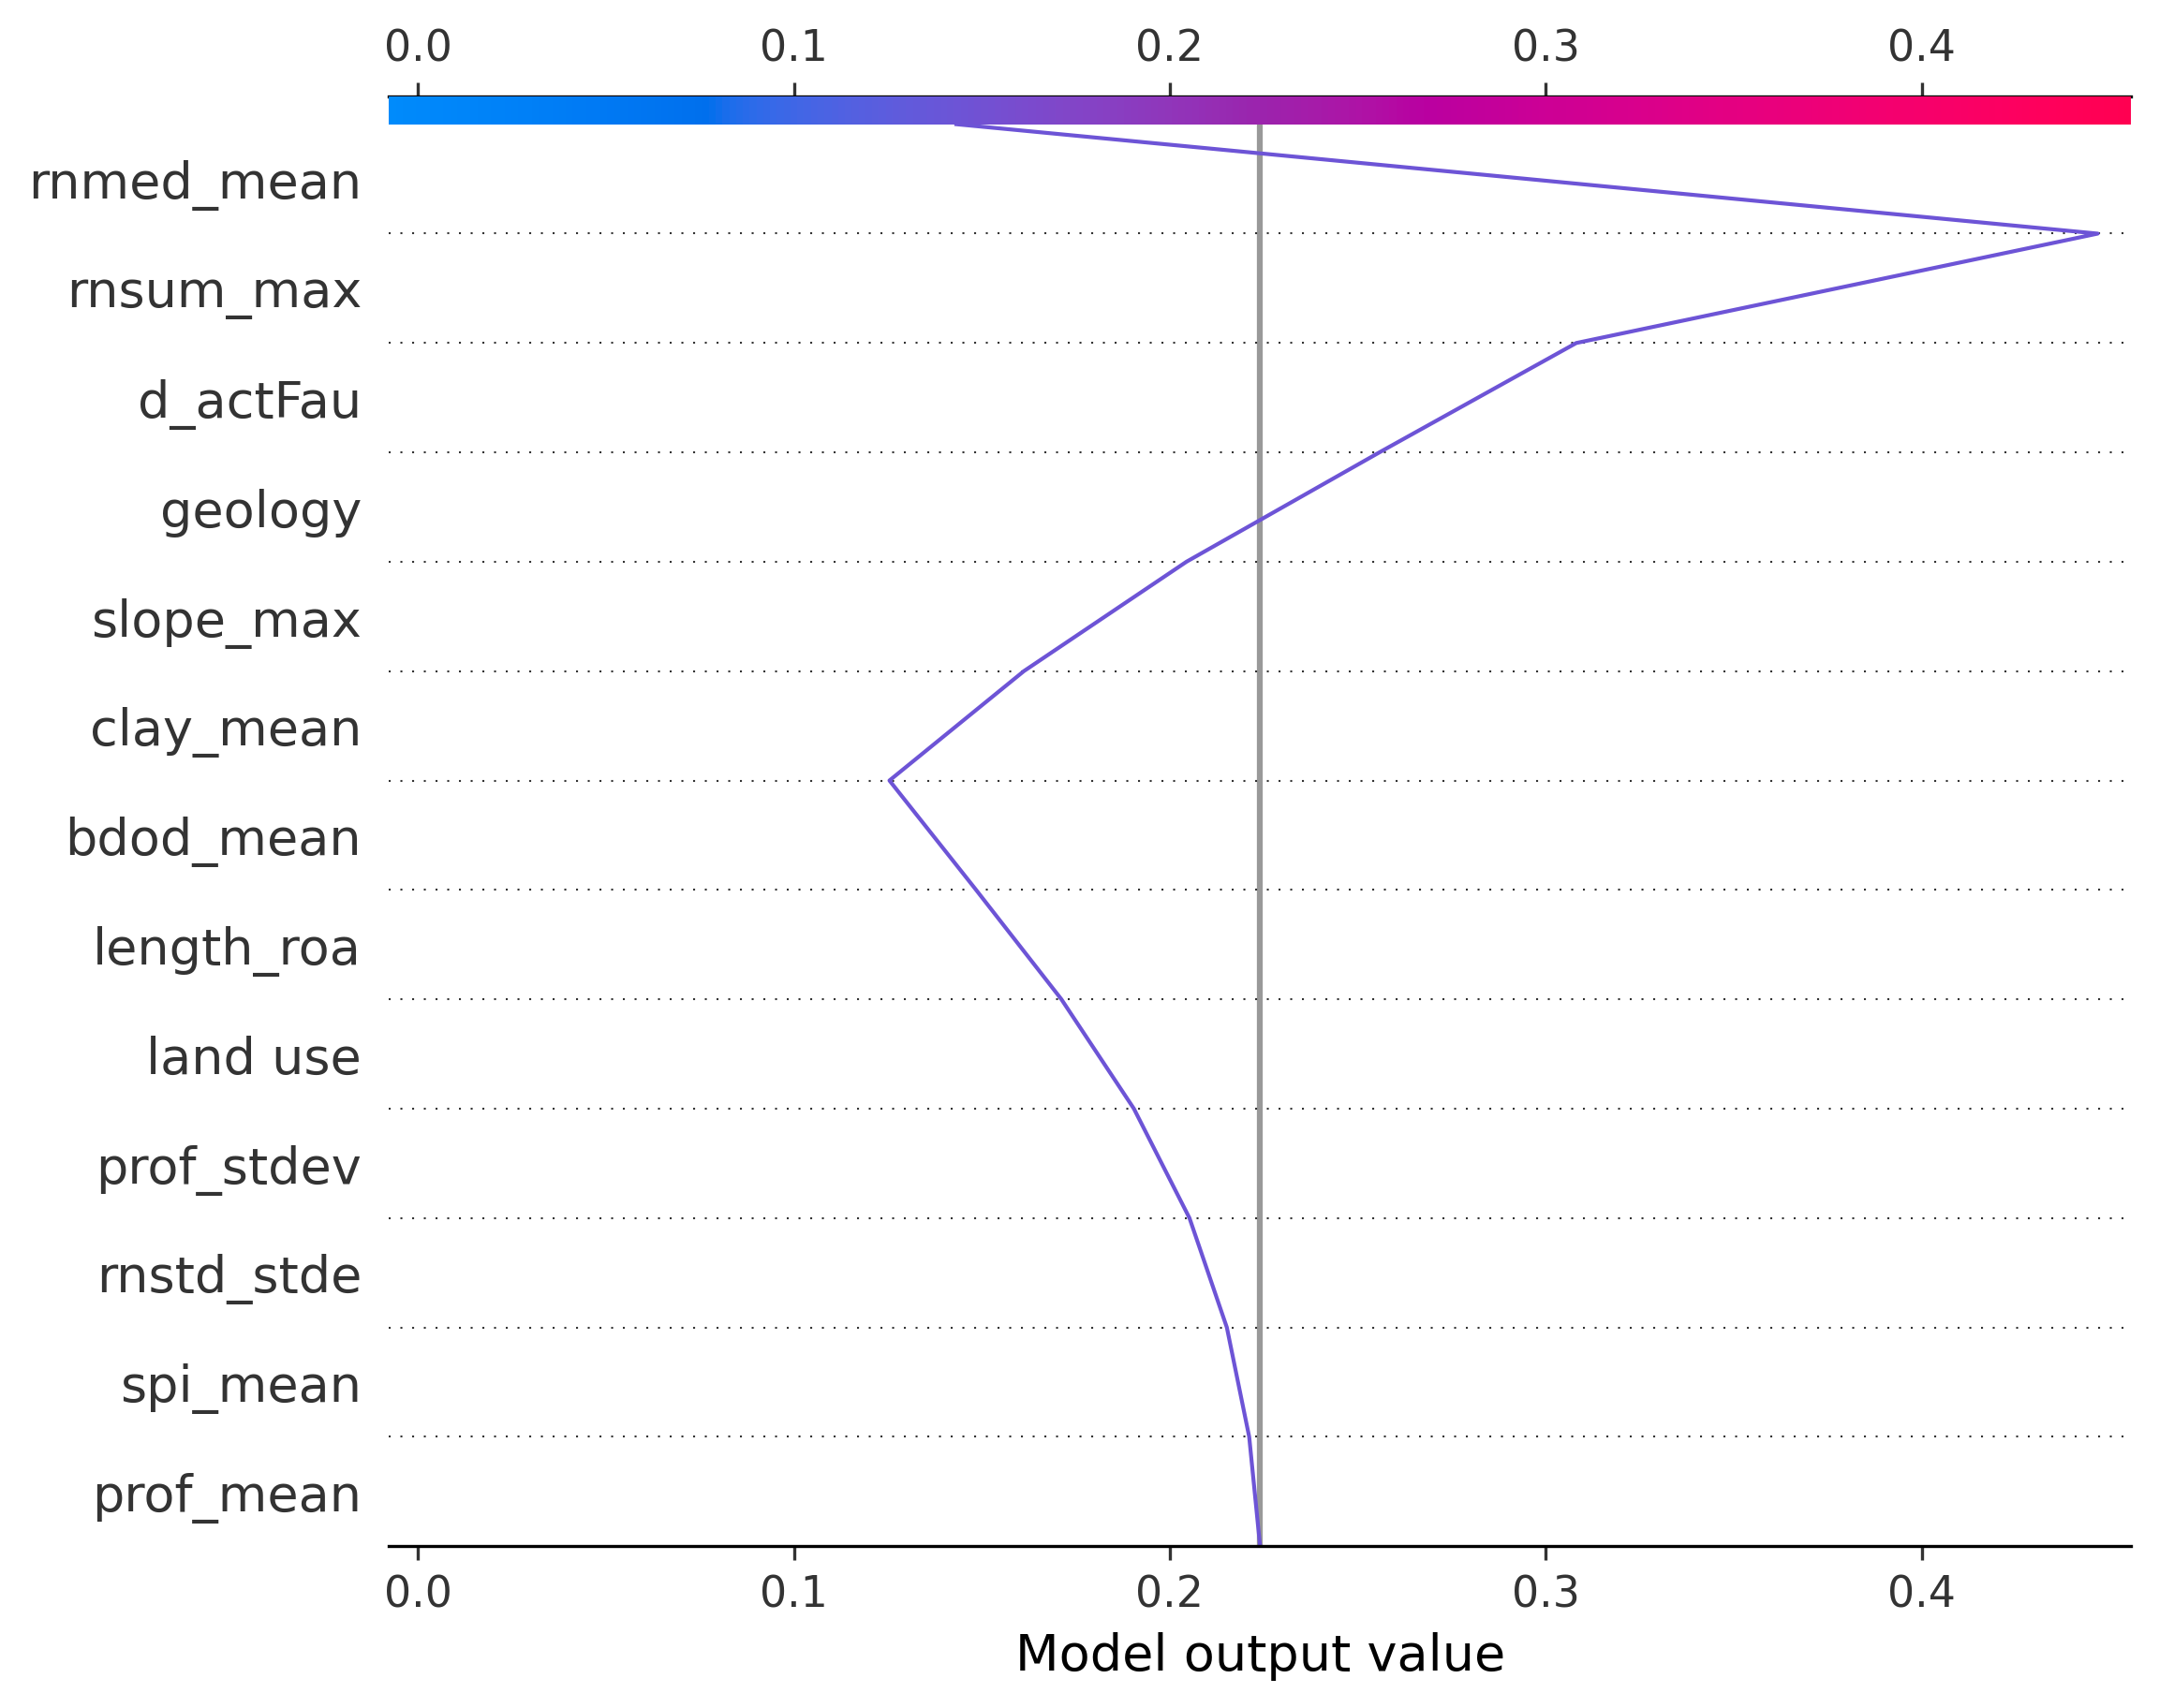 0.0 0.1 0.2 0.3 0.4
rnmed_mean
rnsum_max
d_actFau
geology
slope_max
clay_mean
bdod_mean
length_roa
land use
prof_stdev
rnstd_stde
spi_mean
prof_mean
0.0 0.1 0.2 0.3 0.4
Model output value